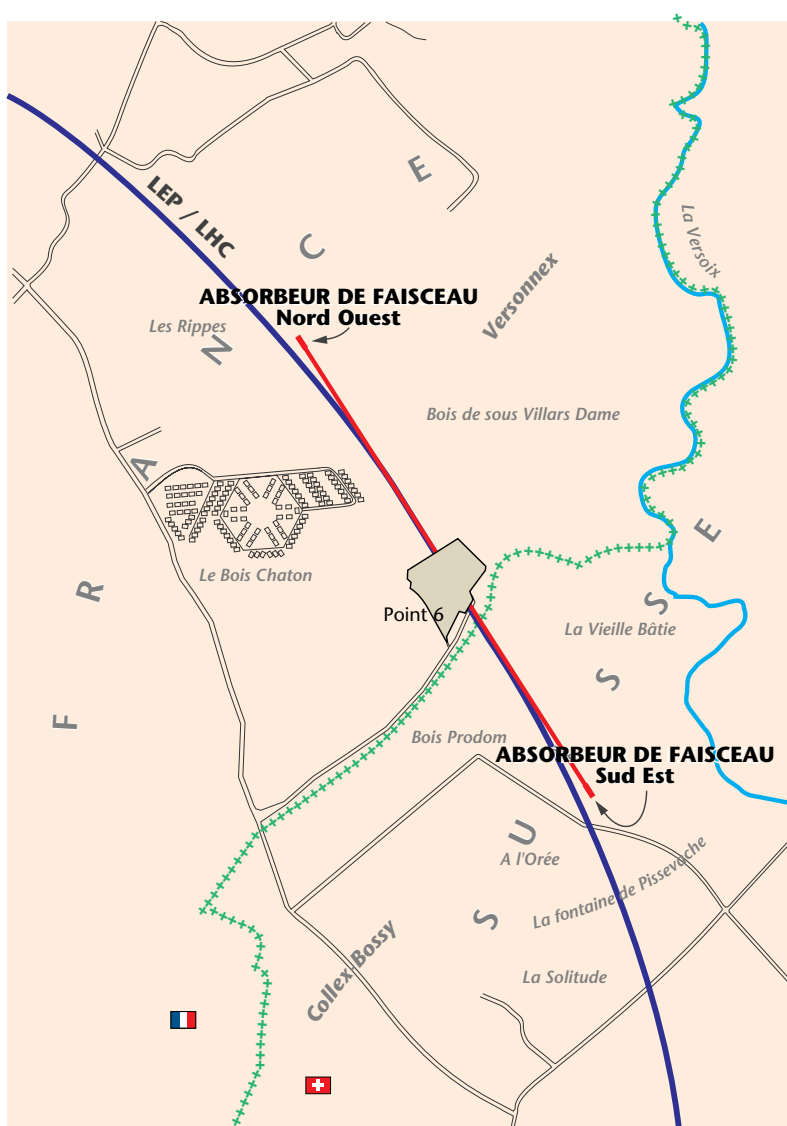 La Versoix
F R A N C E
LEP / LHC
Versonnex
ABSORBEUR DE FAISCEAU
Nord Ouest
Les Rippes
Bois de sous Villars Dame
Le Bois Chaton
Point 6
La Vieille Bâtie
S U S S E
Bois Prodom
ABSORBEUR DE FAISCEAU
Sud Est
A l'Orée
La fontaine de Pissevache
Collex-Bossy
La Solitude